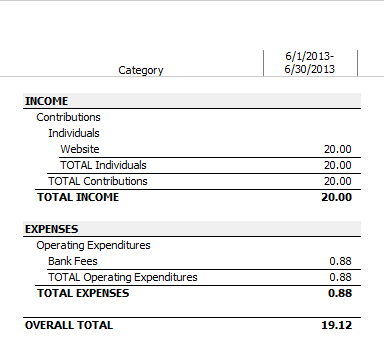 Category 6/1/2013-
6/30/2013
INCOME
Contributions
Individuals
Website 20.00
TOTAL Individuals 20.00
TOTAL Contributions 20.00
TOTAL INCOME 20.00
EXPENSES
Operating Expenditures
Bank Fees 0.88
TOTAL Operating Expenditures 0.88
TOTAL EXPENSES 0.88
OVERALL TOTAL 19.12